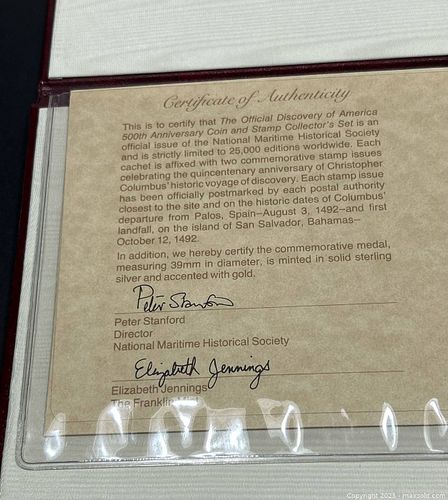 Certificate of Authenticity
This is to certify that The Official Discovery of America
500th Anniversary Coin and Stamp Collector's Set is an
official issue of the National Maritime Historical Society
and is strictly limited to 25,000 editions worldwide. Each
cachet is affixed with two commemorative stamp issues
celebrating the quincentenary anniversary of Christopher
Columbus' historic voyage of discovery. Each stamp issue
has been officially postmarked by each postal authority
closest to the site and on the historic dates of Columbus'
departure from Palos, Spain—August 3, 1492—and first
landfall, on the island of San Salvador, Bahamas—
October 12, 1492.
In addition, we hereby certify the commemorative medal,
measuring 39mm in diameter, is minted in solid sterling
silver and accented with gold.
Peter Stanford
Peter Stanford
Director
National Maritime Historical Society
Elizabeth Jennings
Elizabeth Jennings
The Franklin
Copyright 2023 - maxsold.com